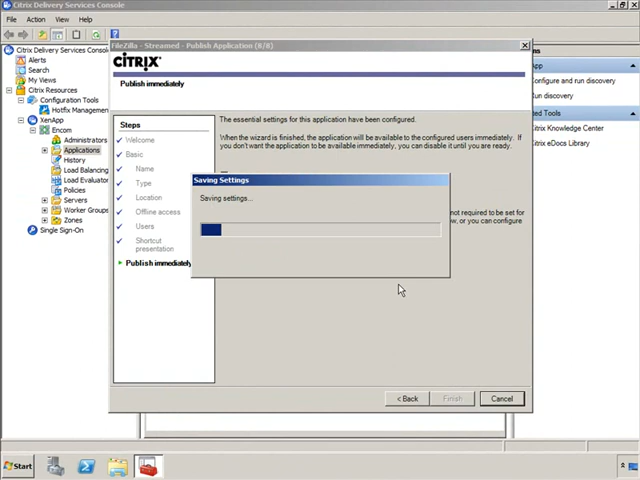 Citrix Delivery Services Console
File Action View Help
Citrix Delivery Services Console
Alerts
Search
My Views
Citrix Resources
Configuration Tools
Hotfix Management
XenApp
Encom
Administrators
Applications
History
Load Balancing
Load Evaluator
Policies
Servers
Worker Groups
Zones
Single Sign-On
FileZilla - Streamed - Publish Application (8/8)
CITRIX
Publish immediately
Steps
Welcome
Basic
Name
Type
Location
Offline access
Users
Shortcut
presentation
Publish immediately
The essential settings for this application have been configured.
When the wizard is finished, the application will be available to the configured users immediately. If
you don't want the application to be available immediately, you can disable it until you are ready.
not required to be set for
or you can configure
Saving Settings
Saving settings...
< Back
Finish
Cancel
App
Configure and run discovery
discovery
Tools
Citrix Knowledge Center
Citrix eDocs Library
Start